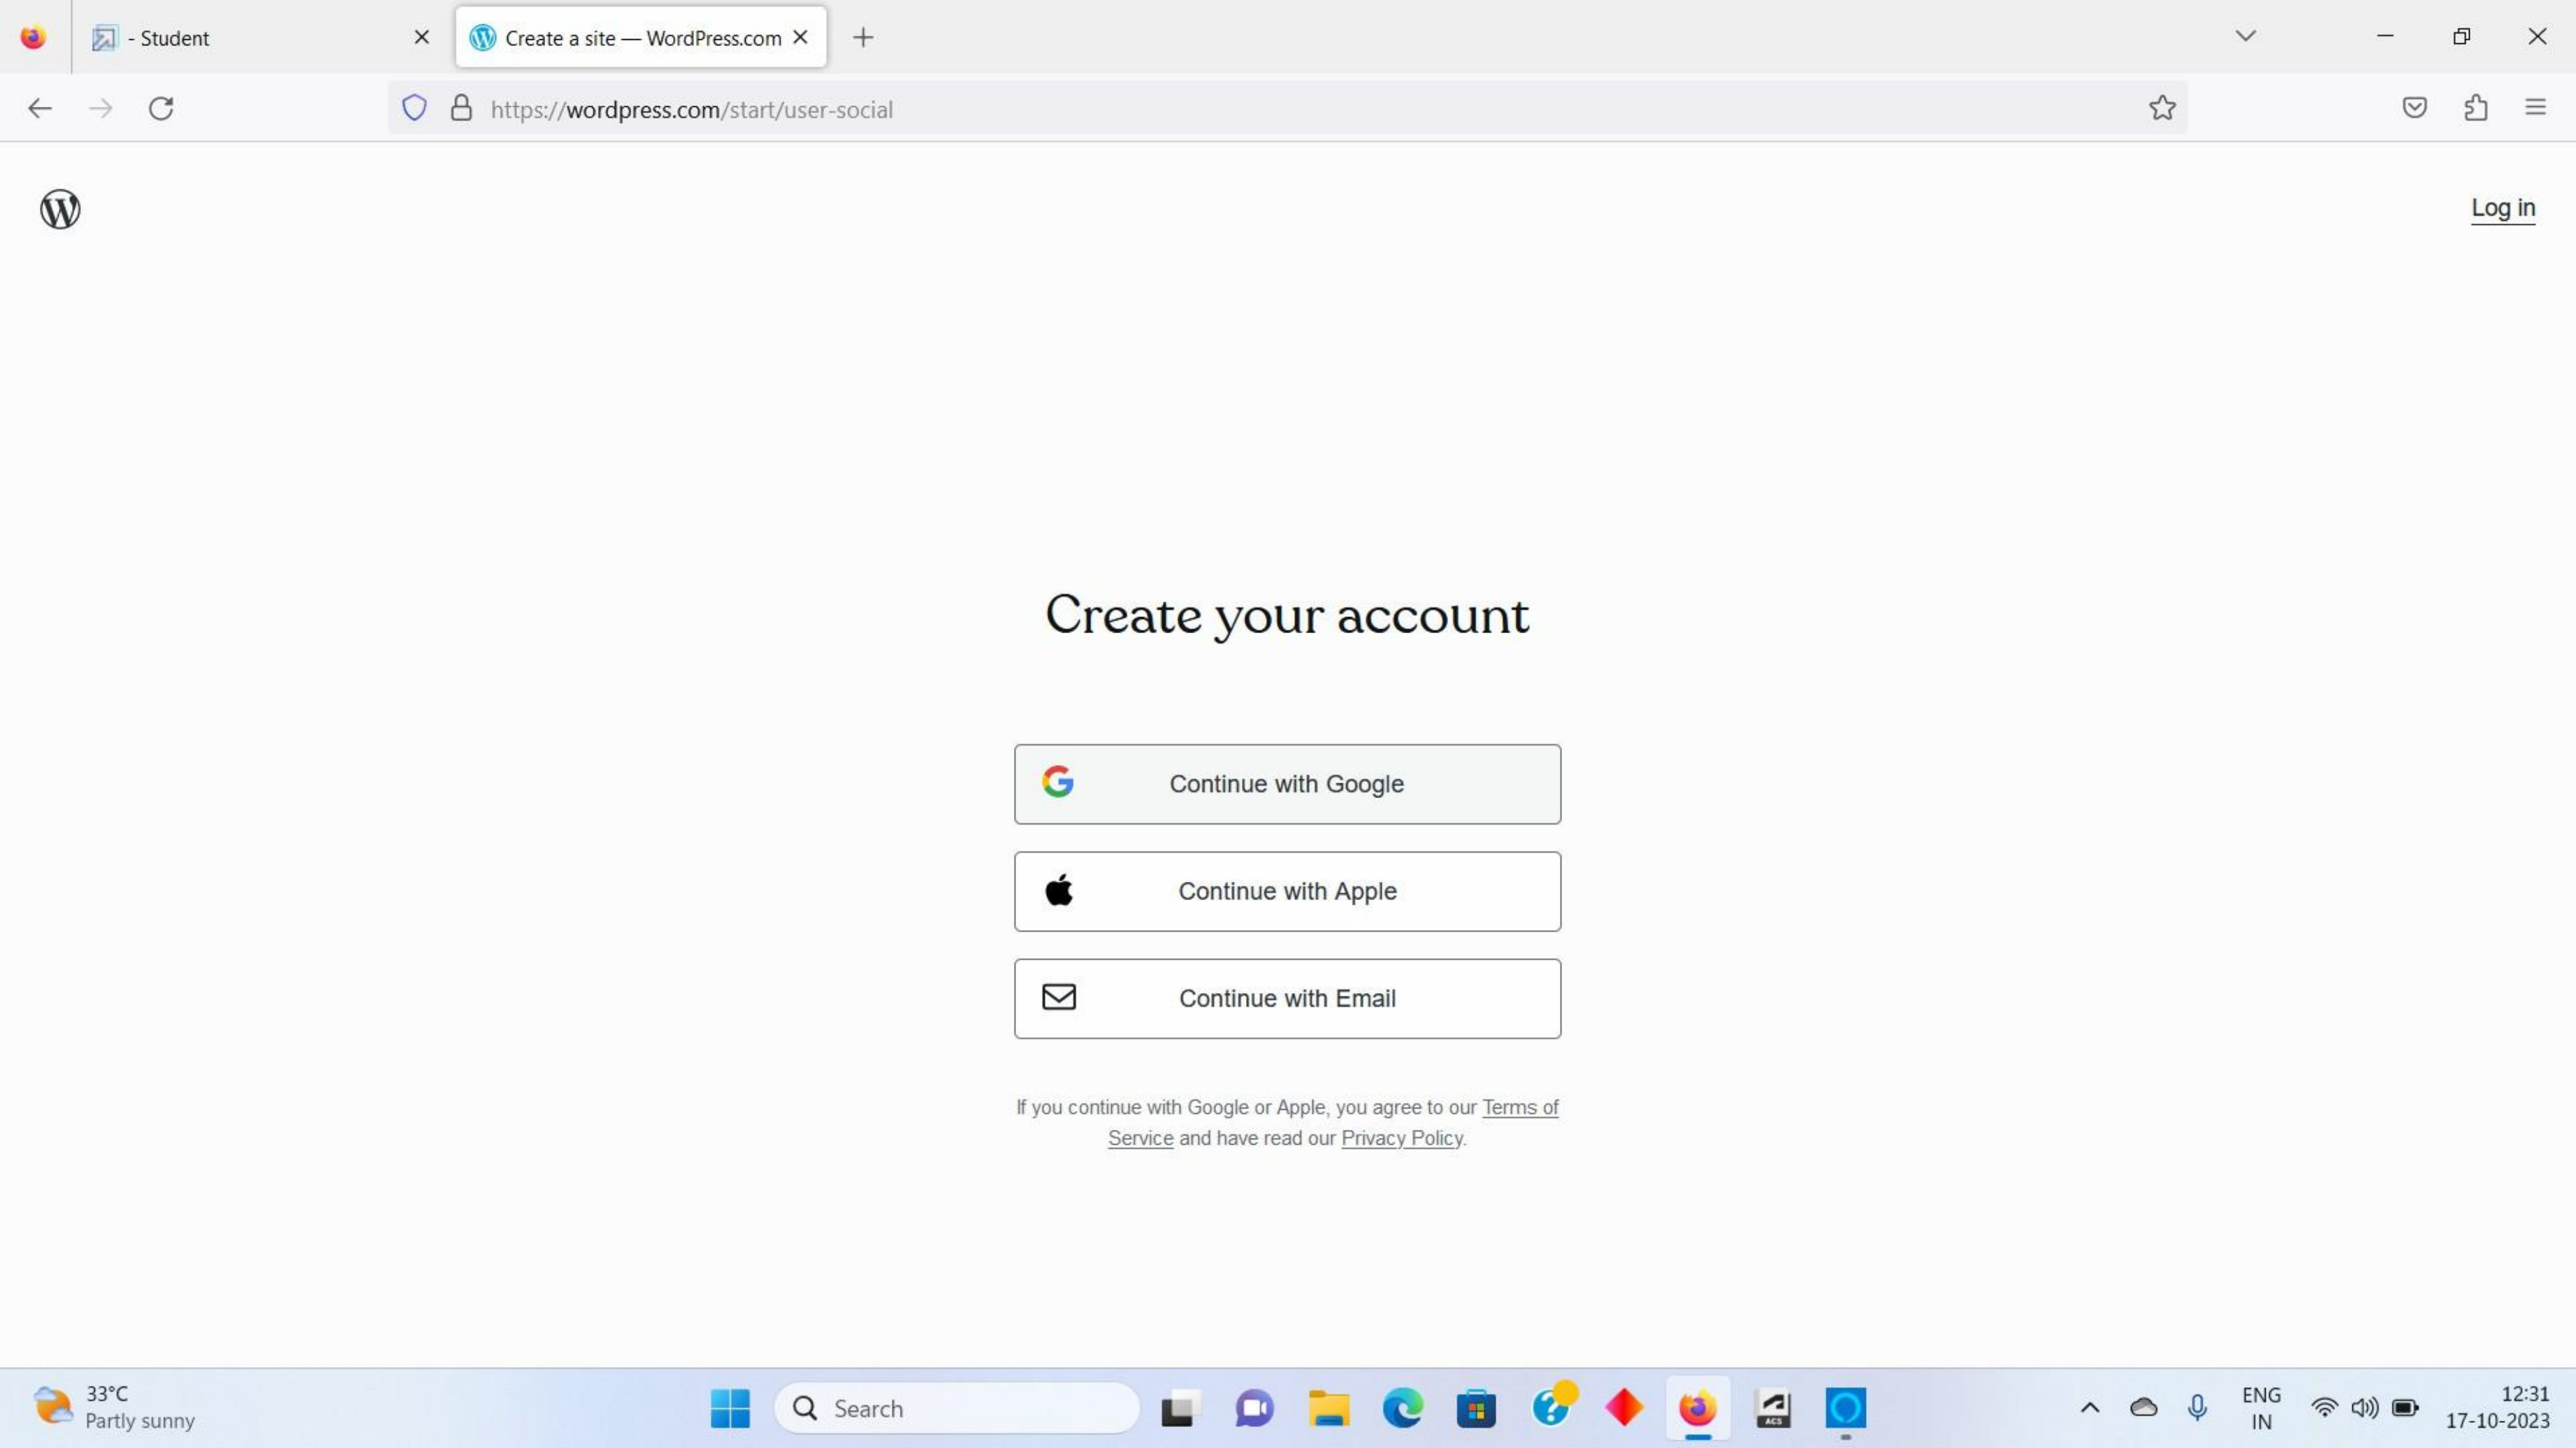 - Student
Create a site — WordPress.com
https://wordpress.com/start/user-social
Log in
Create your account
Continue with Google
Continue with Apple
Continue with Email
If you continue with Google or Apple, you agree to our Terms of
Service and have read our Privacy Policy.
33°C
Partly sunny
Search
ACS
ENG
IN
12:31
17-10-2023